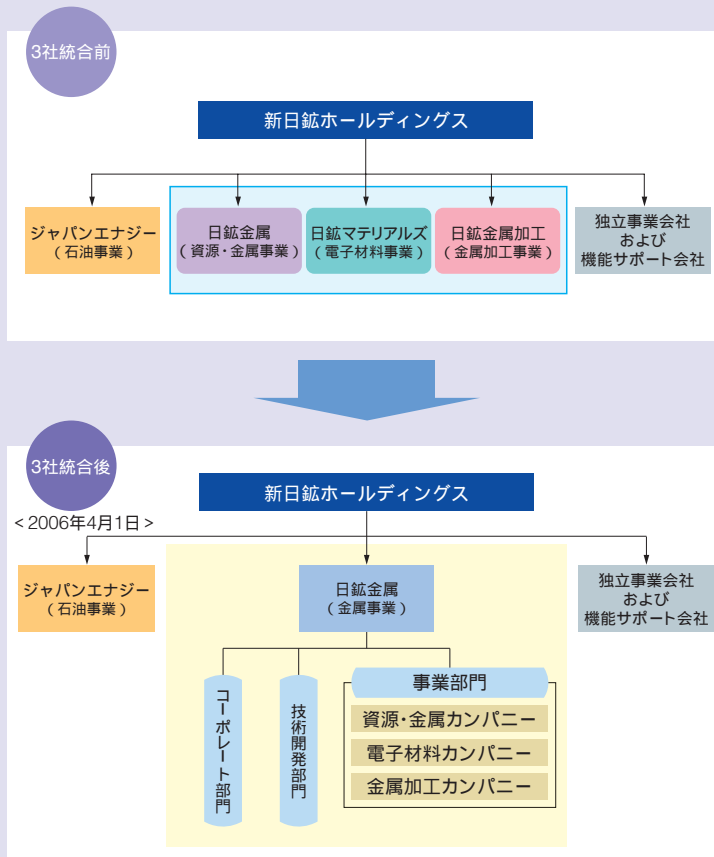 3社統合前
新日鉱ホールディングス
ジャパンエナジー
（石油事業）
日鉱金属
（資源・金属事業）
日鉱マテリアルズ
（電子材料事業）
日鉱金属加工
（金属加工事業）
独立事業会社
および
機能サポート会社
3社統合後
<2006年4月1日>
新日鉱ホールディングス
ジャパンエナジー
（石油事業）
日鉱金属
（金属事業）
独立事業会社
および
機能サポート会社
コーポレート部門
技術開発部門
事業部門
資源・金属カンパニー
電子材料カンパニー
金属加工カンパニー